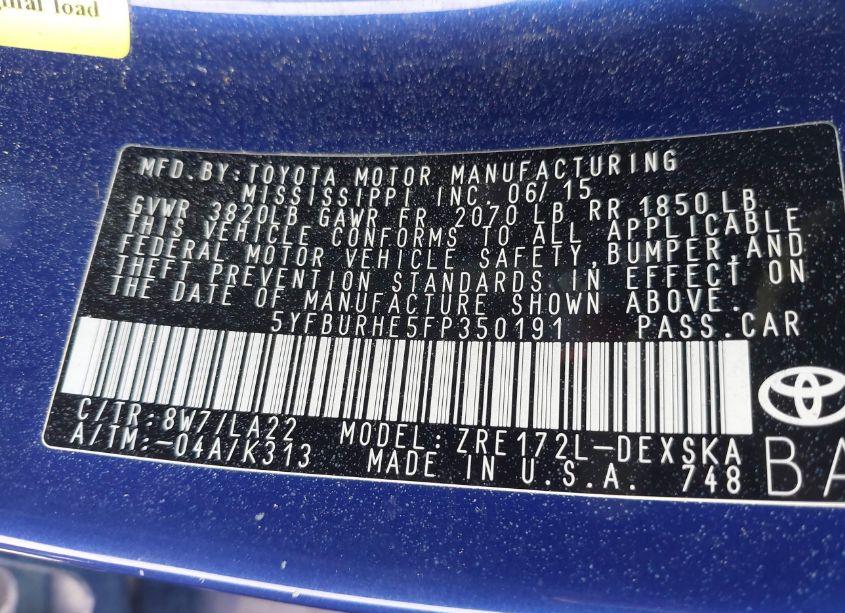 ginal load
MFD.BY:TOYOTA MOTOR MANUFACTURING
MISSISSIPPI INC. 06/15
GVWR 3820LB GAWR FR 2070 LB RR 1850 LB
THIS VEHICLE CONFORMS TO ALL APPLICABLE
FEDERAL MOTOR VEHICLE SAFETY,BUMPER,AND
THEFT PREVENTION STANDARDS IN EFFECT ON
THE DATE OF MANUFACTURE SHOWN ABOVE.
5YFBURHE5FP350191 PASS.CAR
C/TR:8W7/LA22 MODEL:ZRE172L-DEXSKA
A/TM:-04A/K313 MADE IN U.S.A. 748 BA